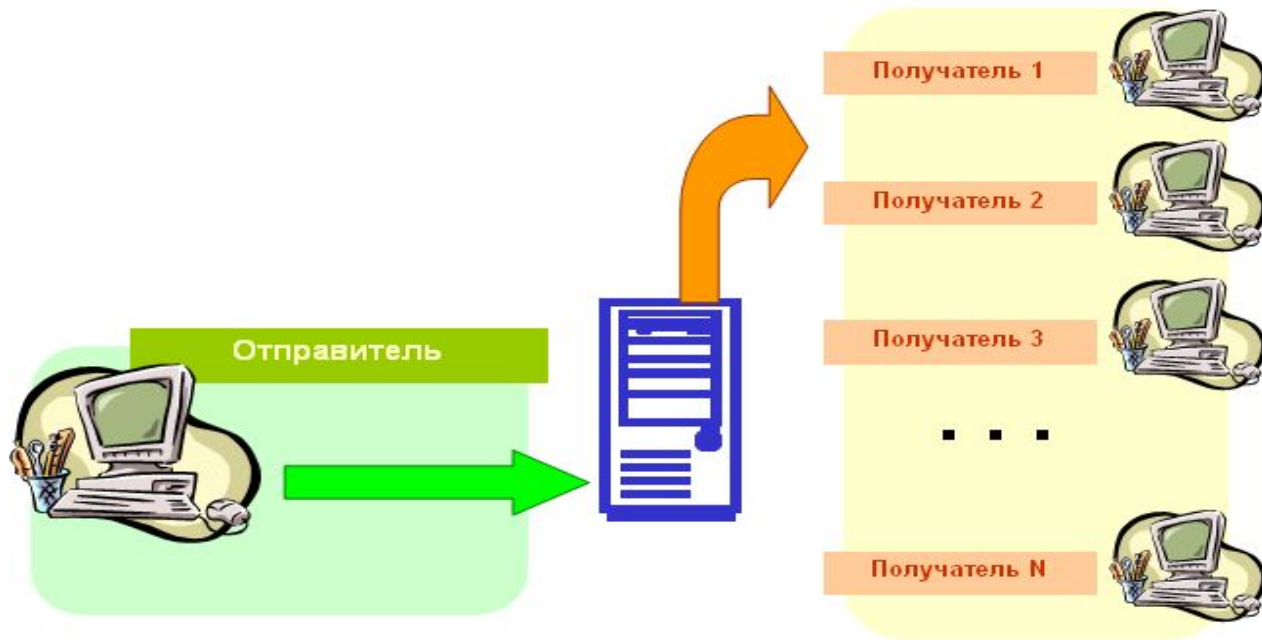 Получатель 1
Получатель 2
Получатель 3
Отправитель
. . .
Получатель N